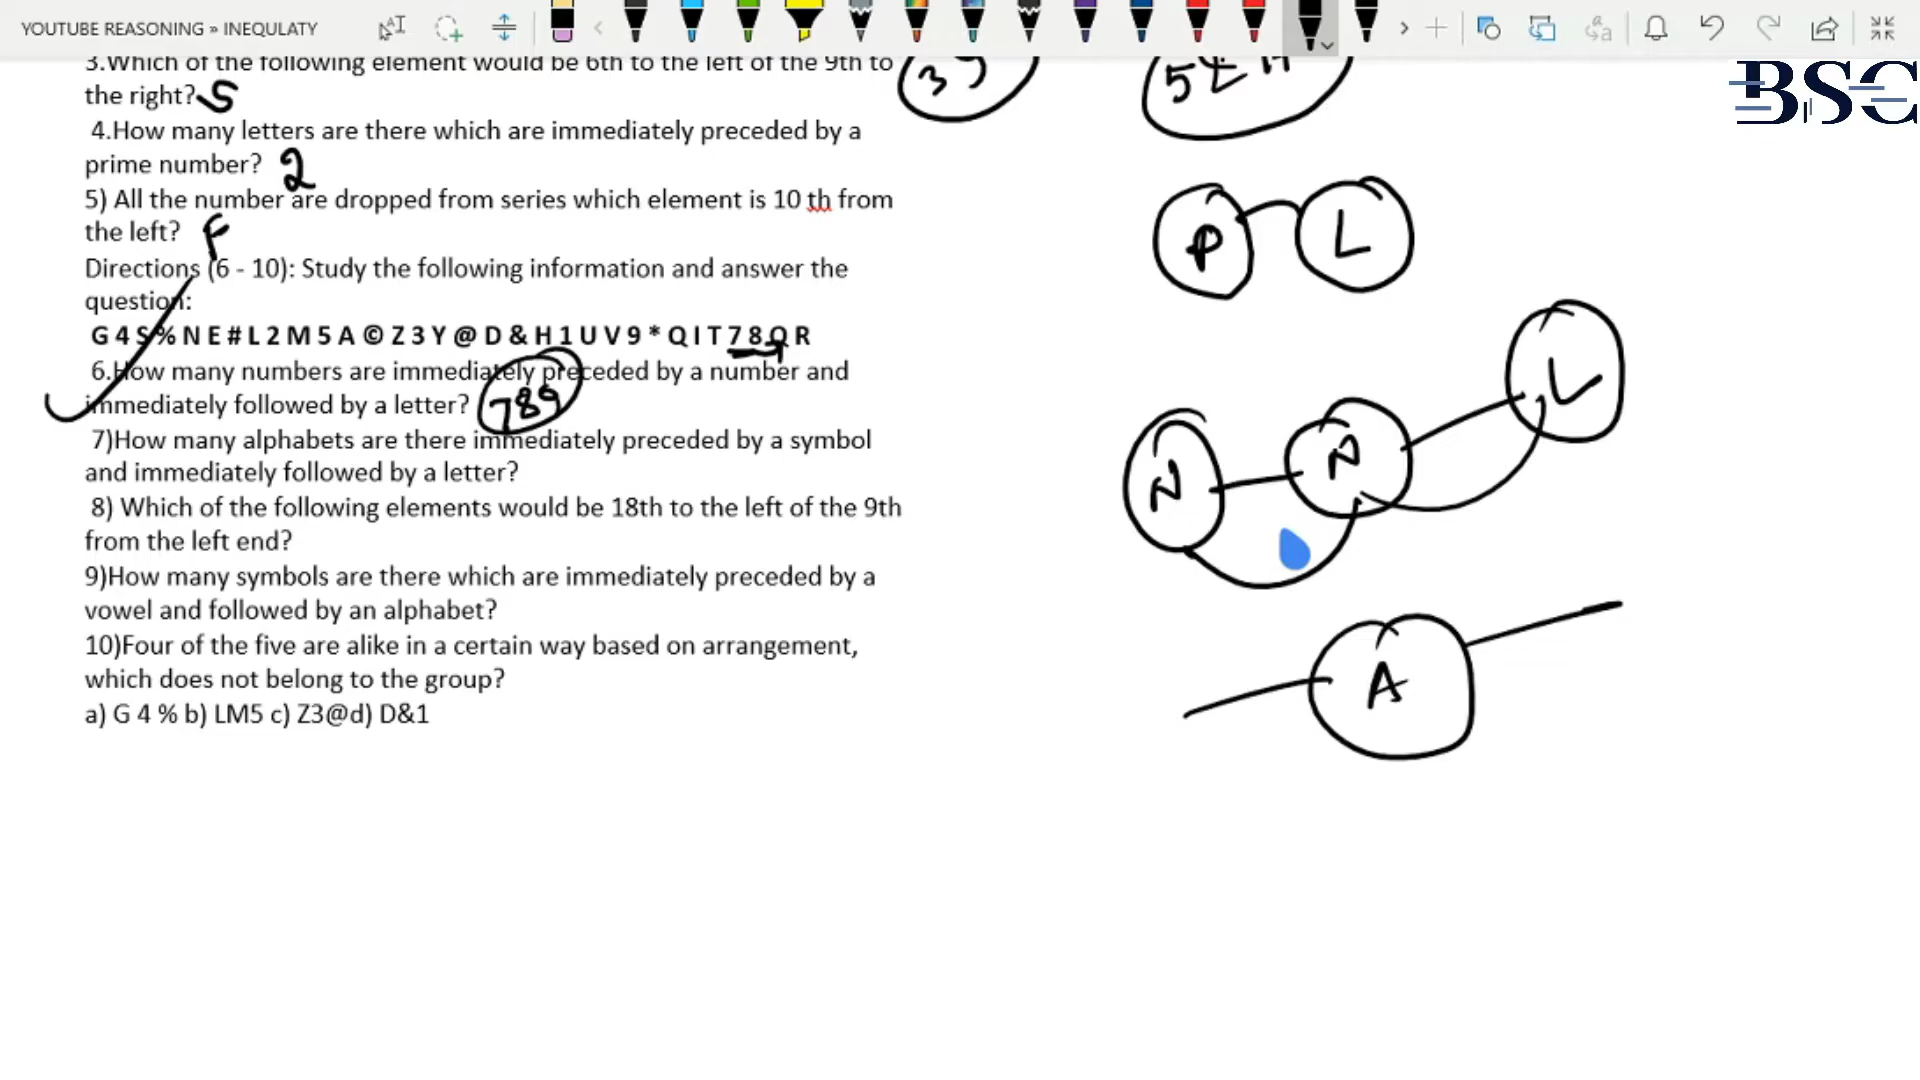 YOUTUBE REASONING » INEQULATY
BSC
3.Which of the following element would be 6th to the left of the 9th to
the right? 5
4.How many letters are there which are immediately preceded by a
prime number? 2
5) All the number are dropped from series which element is 10 th from
the left? F
Directions (6 - 10): Study the following information and answer the
question:
G 4 S % N E # L 2 M 5 A © Z 3 Y @ D & H 1 U V 9 * Q I T 7 8 Q R
6.How many numbers are immediately preceded by a number and
immediately followed by a letter? 789
7)How many alphabets are there immediately preceded by a symbol
and immediately followed by a letter?
8) Which of the following elements would be 18th to the left of the 9th
from the left end?
9)How many symbols are there which are immediately preceded by a
vowel and followed by an alphabet?
10)Four of the five are alike in a certain way based on arrangement,
which does not belong to the group?
a) G 4 % b) LM5 c) Z3@d) D&1
P L
N N L
A